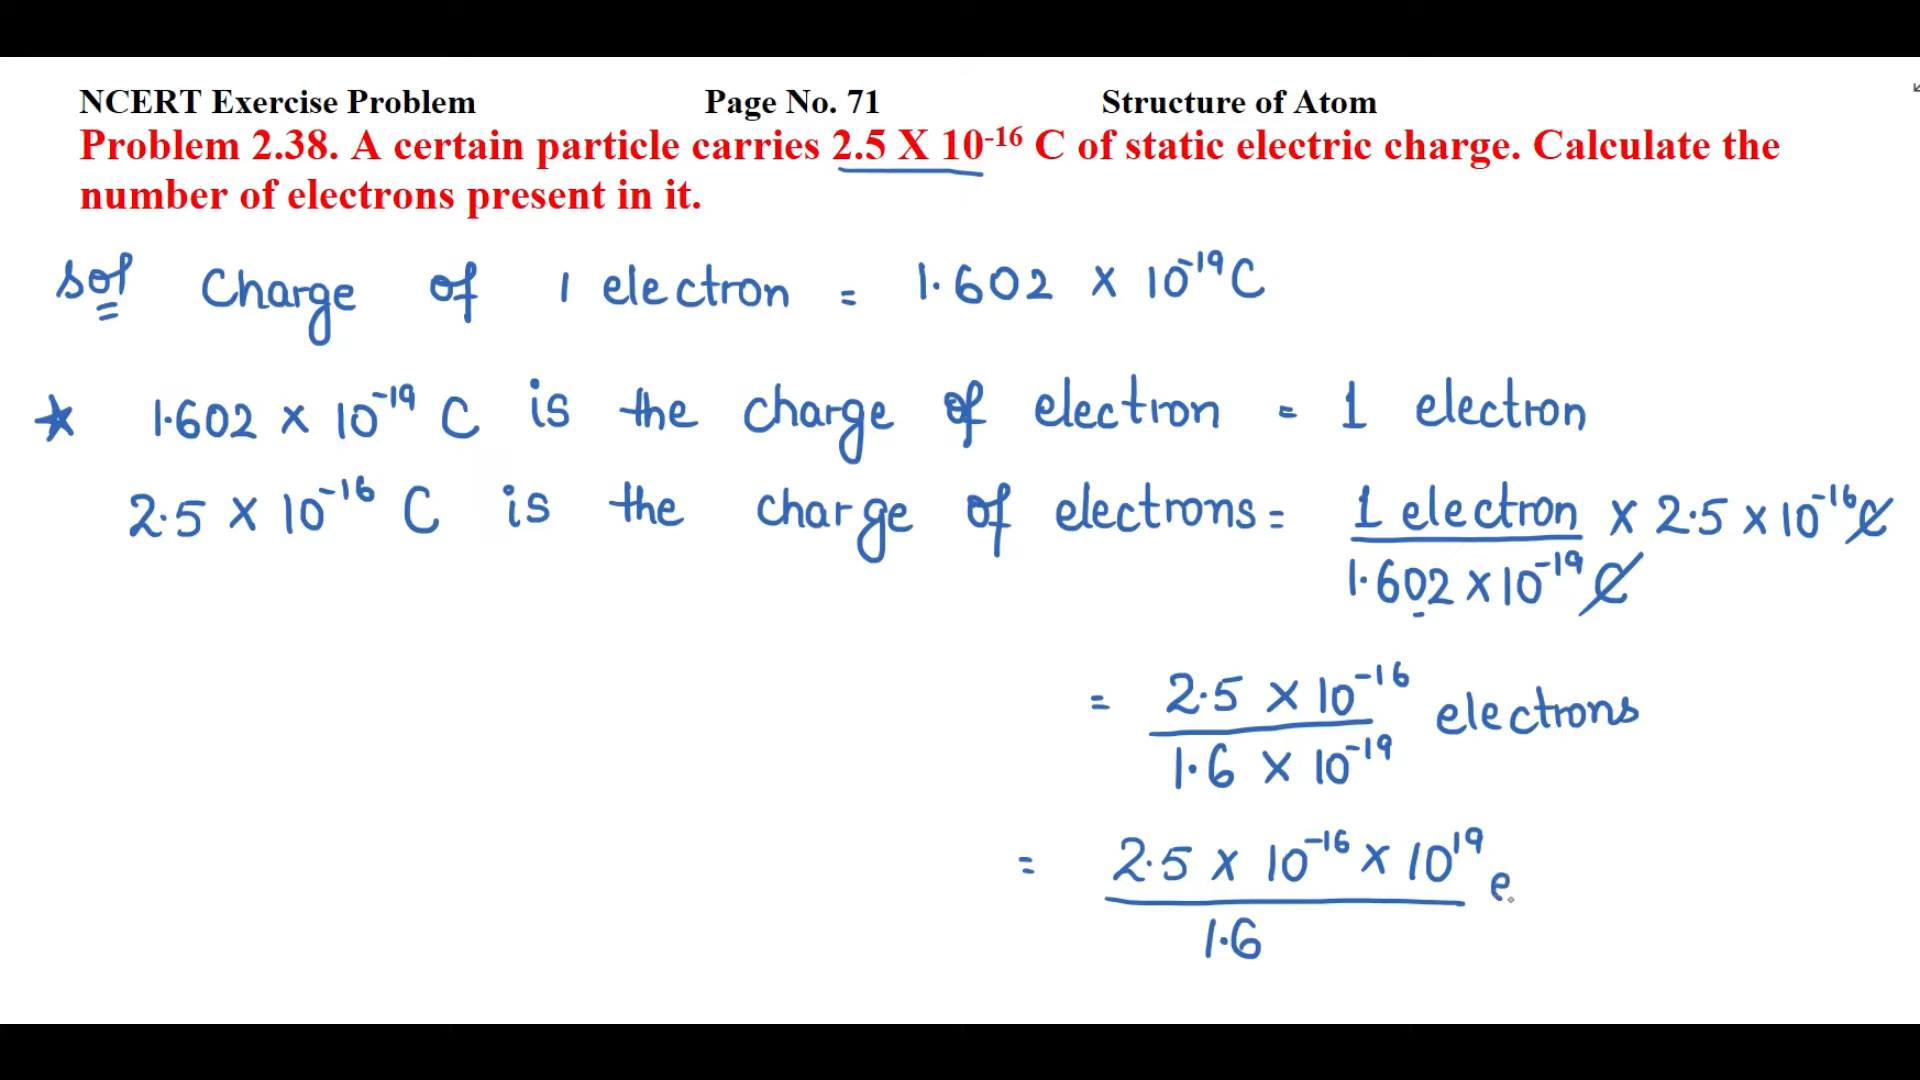 NCERT Exercise Problem Page No. 71 Structure of Atom
Problem 2.38. A certain particle carries 2.5 X 10⁻¹⁶ C of static electric charge. Calculate the
number of electrons present in it.
Sol Charge of 1 electron = 1.602 × 10⁻¹⁹ C
★ 1.602 × 10⁻¹⁹ C is the charge of electron = 1 electron
2.5 × 10⁻¹⁶ C is the charge of electrons = 1 electron × 2.5 × 10⁻¹⁶ C
1.602 × 10⁻¹⁹ C
= 2.5 × 10⁻¹⁶ electrons
1.6 × 10⁻¹⁹
= 2.5 × 10⁻¹⁶ × 10¹⁹ e
1.6